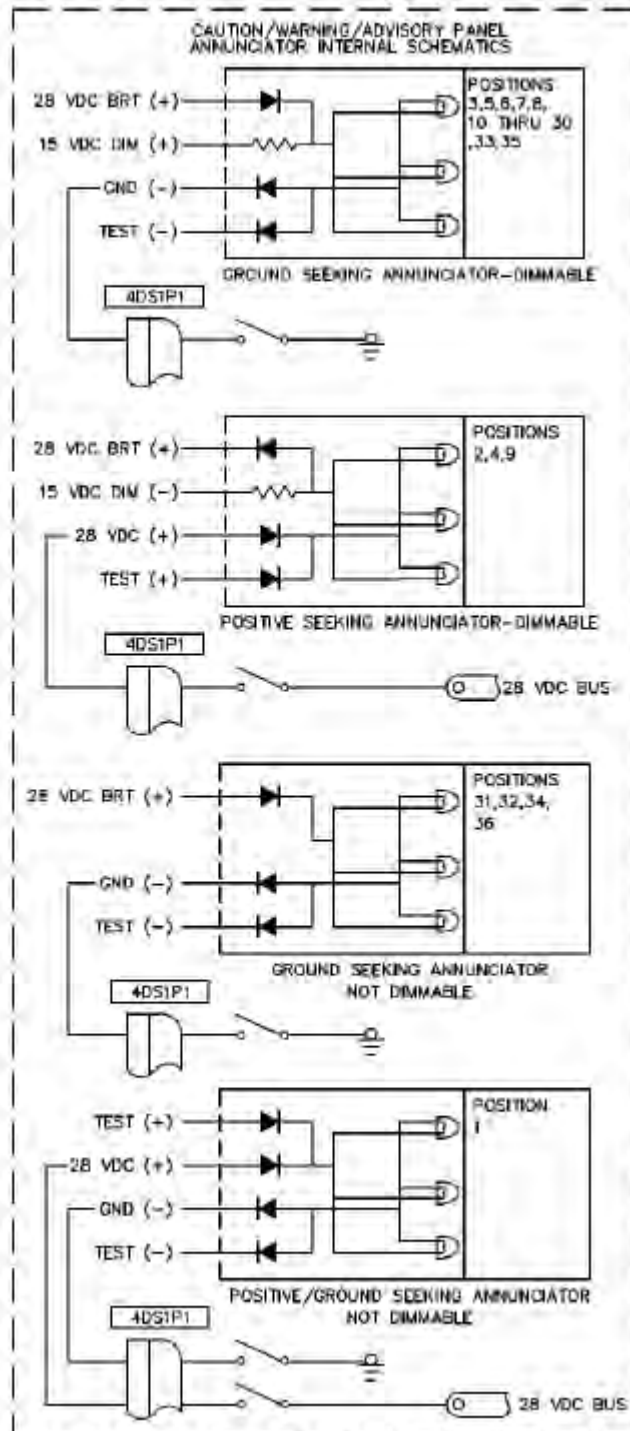 CAUTION/WARNING/ADVISORY PANEL
ANNUNCIATOR INTERNAL SCHEMATICS
28 VDC BRT (+)
15 VDC DIM (+)
GND (-)
TEST (-)
POSITIONS
3,5,6,7,8,
10 THRU 30
,33,35
GROUND SEEKING ANNUNCIATOR-DIMMABLE
4DS1P1
28 VDC BRT (+)
15 VDC DIM (-)
28 VDC (+)
TEST (+)
POSITIONS
2,4,9
POSITIVE SEEKING ANNUNCIATOR-DIMMABLE
4DS1P1
28 VDC BUS
28 VDC BRT (+)
GND (-)
TEST (-)
POSITIONS
31,32,34,
36
GROUND SEEKING ANNUNCIATOR
NOT DIMMABLE
4DS1P1
TEST (+)
28 VDC (+)
GND (-)
TEST (-)
POSITION
1
POSITIVE/GROUND SEEKING ANNUNCIATOR
NOT DIMMABLE
4DS1P1
28 VDC BUS